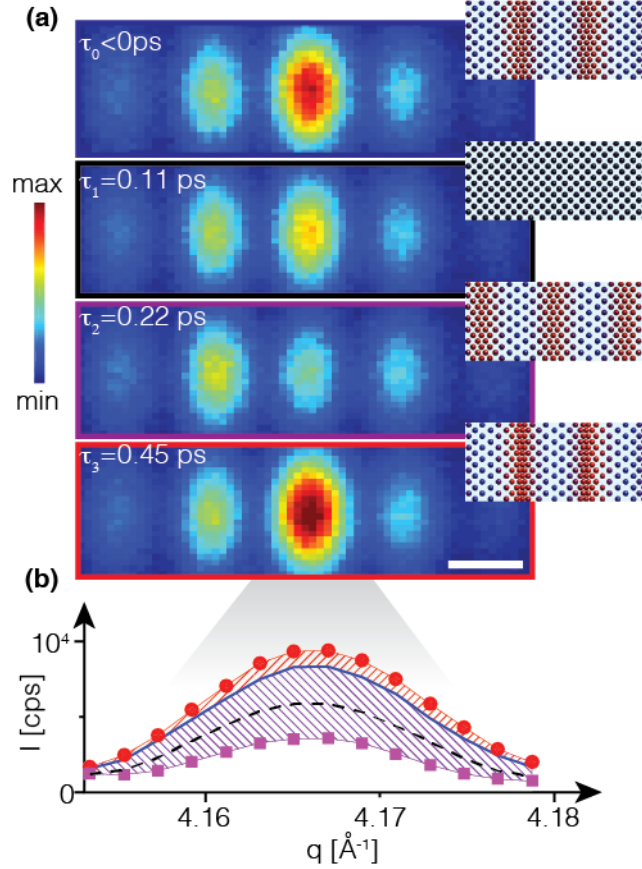 (a)
τ₀<0ps
max
τ₁=0.11 ps
τ₂=0.22 ps
min
τ₃=0.45 ps
(b)
10⁴
I [cps]
0
4.16 4.17 4.18
q [Å⁻¹]